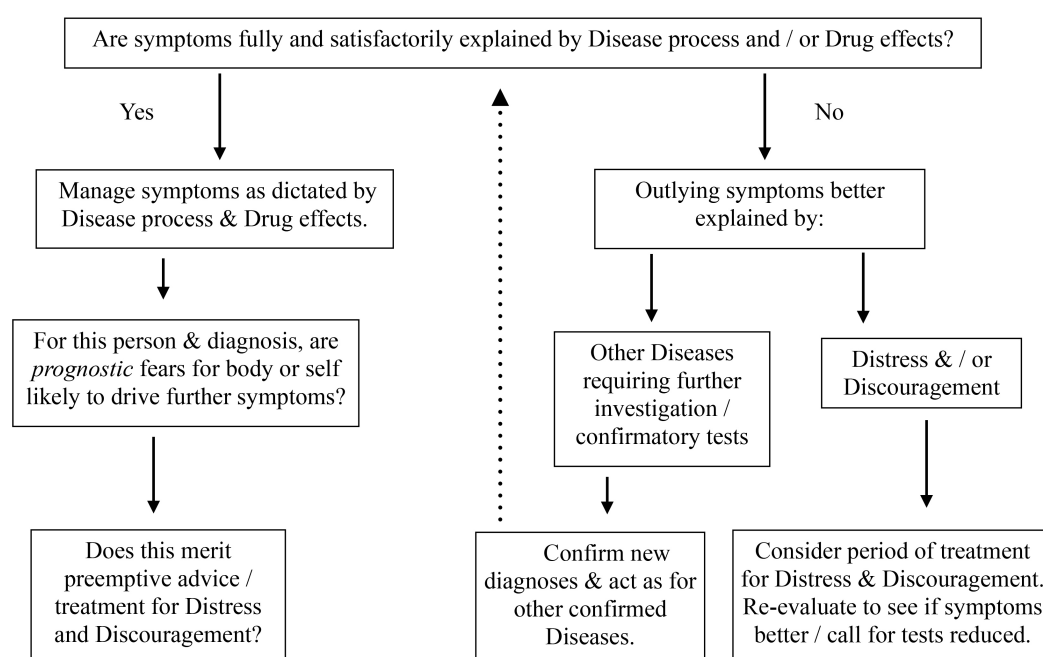 Are symptoms fully and satisfactorily explained by Disease process and / or Drug effects?
Yes
No
Manage symptoms as dictated by
Disease process & Drug effects.
Outlying symptoms better
explained by:
For this person & diagnosis, are
prognostic fears for body or self
likely to drive further symptoms?
Other Diseases
requiring further
investigation /
confirmatory tests
Distress & / or
Discouragement
Does this merit
preemptive advice /
treatment for Distress
and Discouragement?
Confirm new
diagnoses & act as for
other confirmed
Diseases.
Consider period of treatment
for Distress & Discouragement.
Re-evaluate to see if symptoms
better / call for tests reduced.